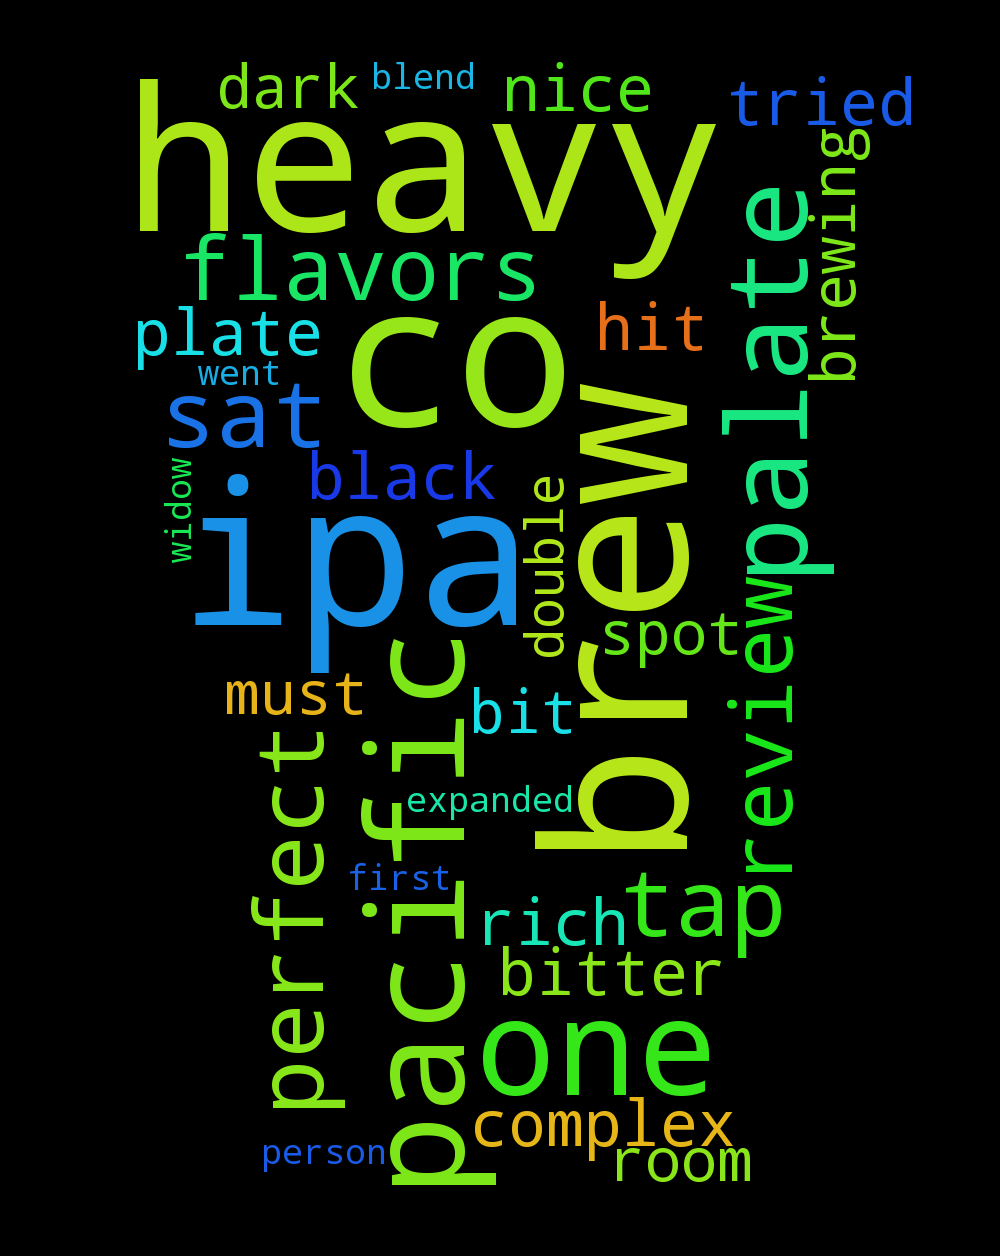 dark
blend
nice
tried
heavy
brewing
palate
flavors
plate
co
hit
went
sat
black
widow
ipa
double
brew
spot
review
must
bit
pacific
perfect
expanded
first
tap
rich
bitter
one
complex
person
room